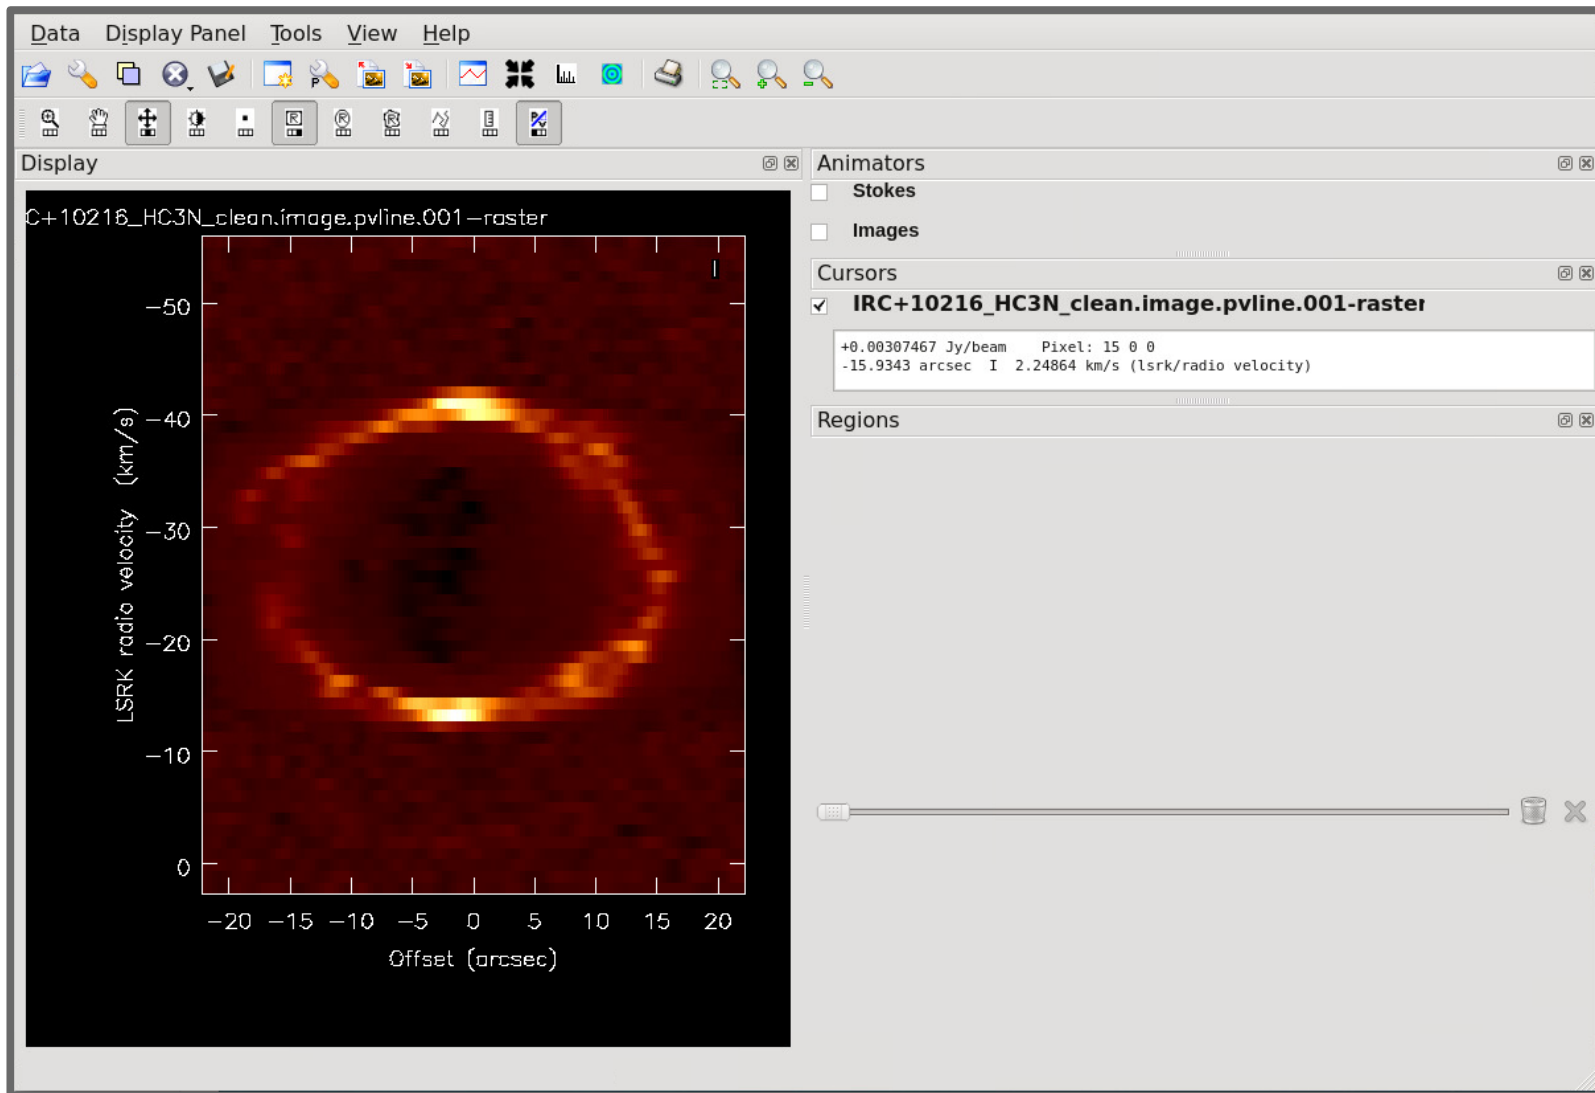 Data Display Panel Tools View Help
Display
C+10216_HC3N_clean.image.pvline.001-raster
I
-50
-40
-30
-20
-10
0
LSRK radio velocity (km/s)
-20 -15 -10 -5 0 5 10 15 20
Offset (arcsec)
Animators
Stokes
Images
Cursors
IRC+10216_HC3N_clean.image.pvline.001-raster
+0.00307467 Jy/beam Pixel: 15 0 0
-15.9343 arcsec I 2.24864 km/s (lsrk/radio velocity)
Regions